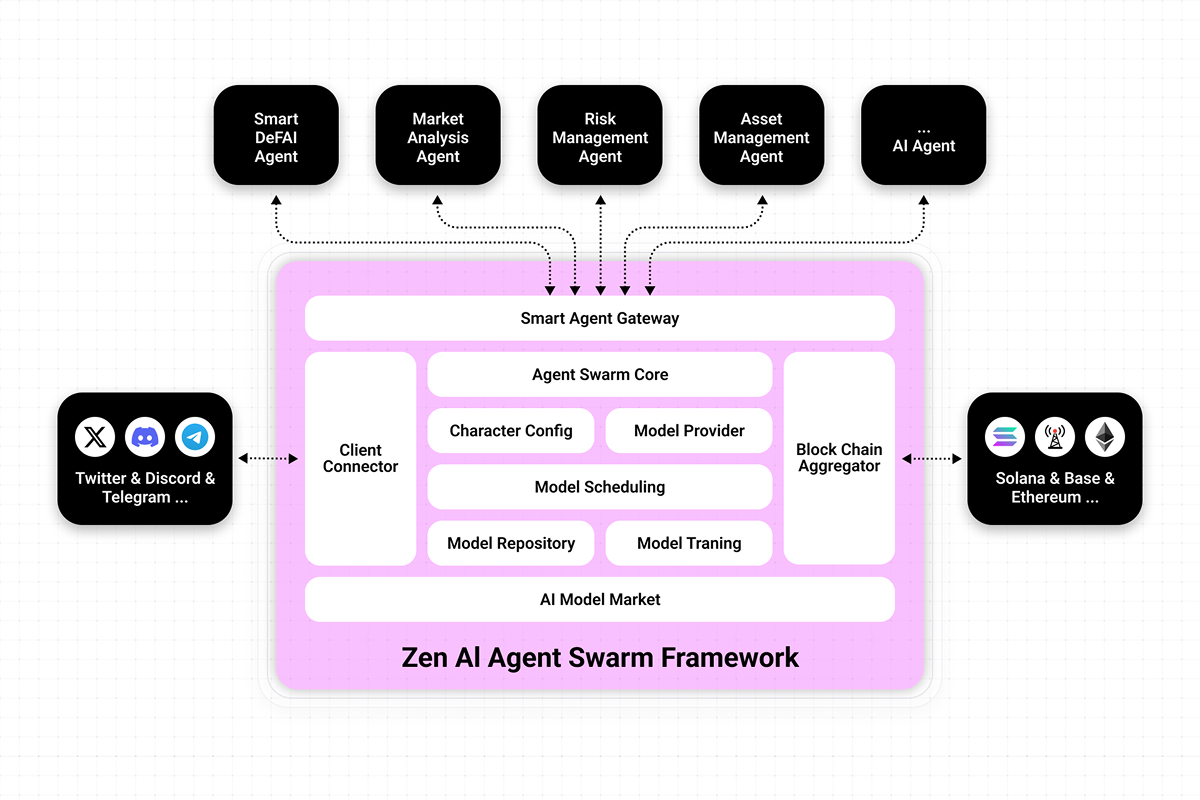 Smart
DeFAI
Agent
Market
Analysis
Agent
Risk
Management
Agent
Asset
Management
Agent
...
AI Agent
Smart Agent Gateway
Client
Connector
Agent Swarm Core
Character Config
Model Provider
Model Scheduling
Model Repository
Model Traning
Block Chain
Aggregator
AI Model Market
Zen AI Agent Swarm Framework
Twitter & Discord &
Telegram ...
Solana & Base &
Ethereum ...